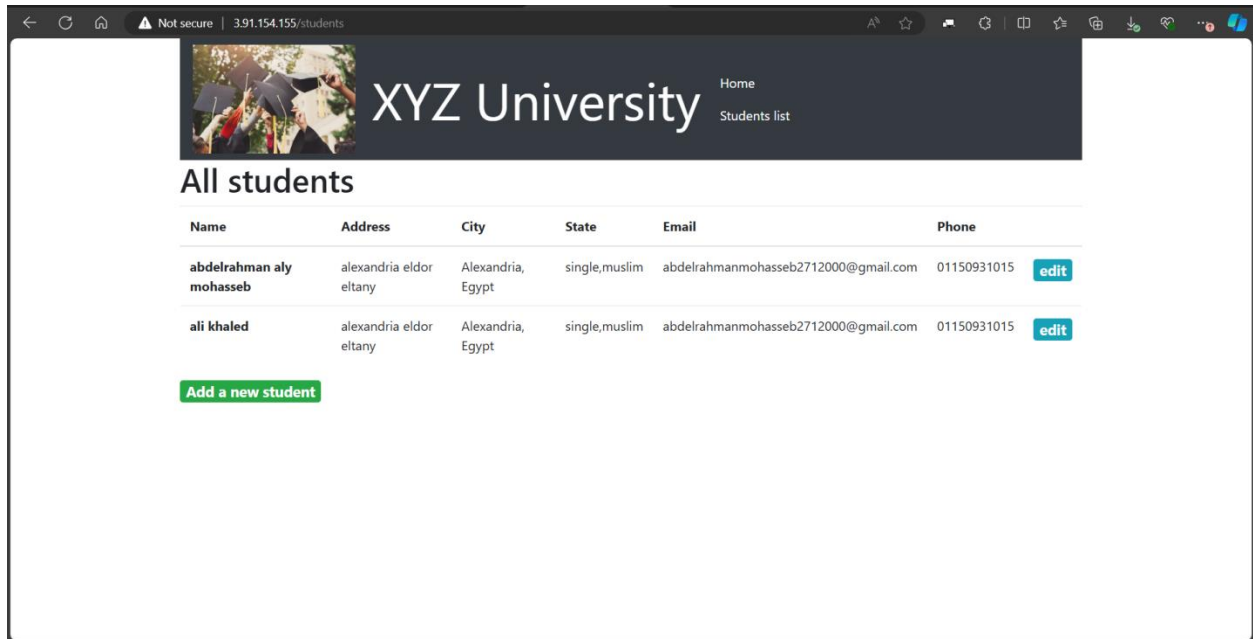 Not secure | 3.91.154.155/students
XYZ University
Home
Students list
All students
Name Address City State Email Phone
abdelrahman aly alexandria eldor Alexandria, single,muslim abdelrahmanmohasseb2712000@gmail.com 01150931015 edit
mohasseb eltany Egypt
ali khaled alexandria eldor Alexandria, single,muslim abdelrahmanmohasseb2712000@gmail.com 01150931015 edit
eltany Egypt
Add a new student